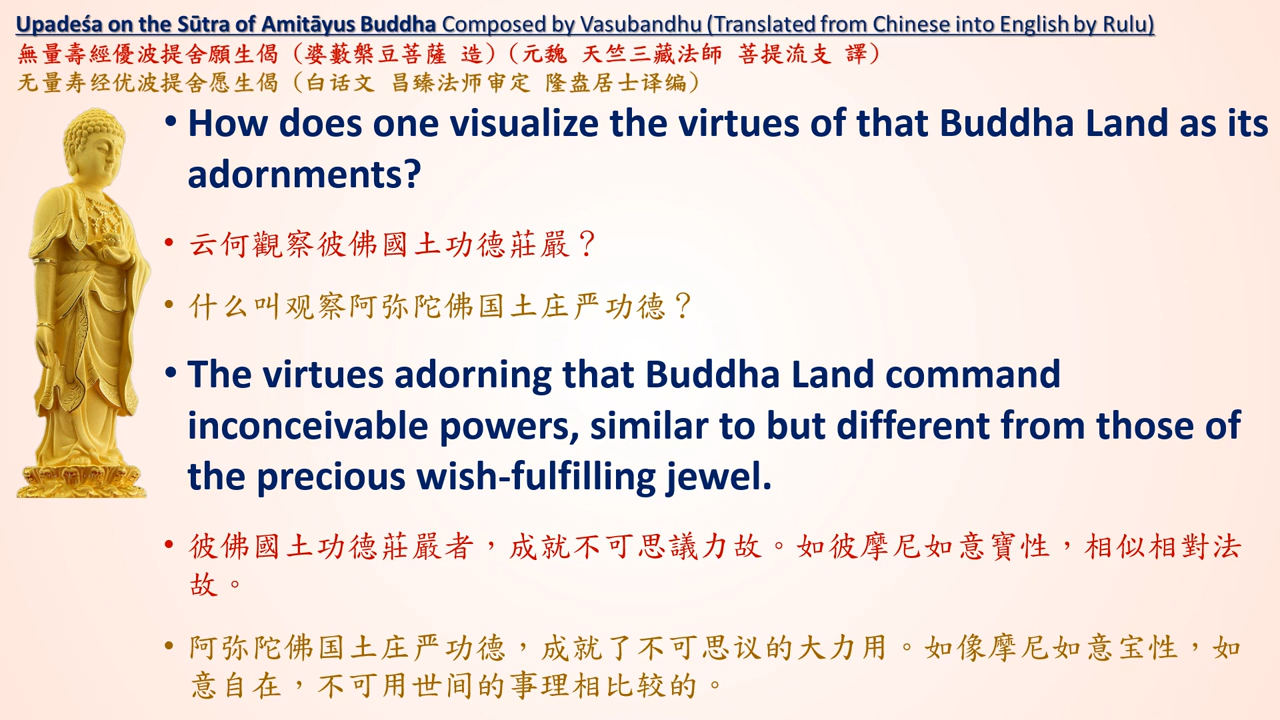 Upadeśa on the Sūtra of Amitāyus Buddha Composed by Vasubandhu (Translated from Chinese into English by Rulu)
無量壽經優波提舍願生偈（婆藪槃豆菩薩 造）（元魏 天竺三藏法師 菩提流支 譯）
无量寿经优波提舍愿生偈（白话文 昌臻法师审定 隆盎居士译编）
• How does one visualize the virtues of that Buddha Land as its
adornments?
• 云何觀察彼佛國土功德莊嚴？
• 什么叫观察阿弥陀佛国土庄严功德？
• The virtues adorning that Buddha Land command
inconceivable powers, similar to but different from those of
the precious wish-fulfilling jewel.
• 彼佛國土功德莊嚴者，成就不可思議力故。如彼摩尼如意寶性，相似相對法
故。
• 阿弥陀佛国土庄严功德，成就了不可思议的大力用。如像摩尼如意宝性，如
意自在，不可用世间的事理相比较的。